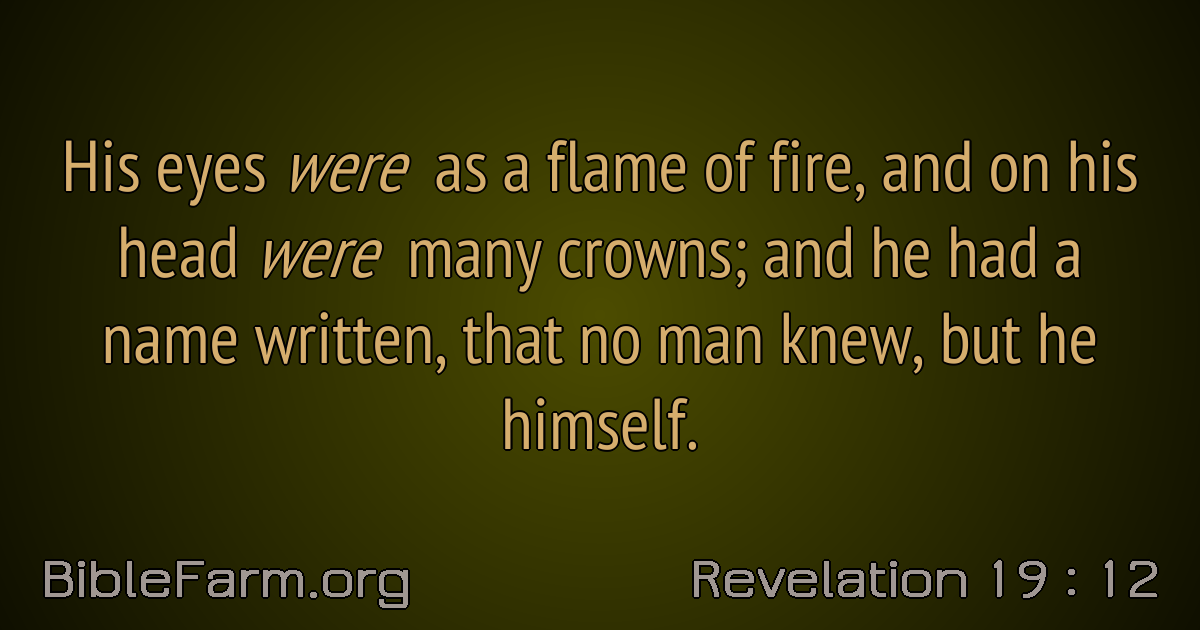 His eyes were as a flame of fire, and on his
head were many crowns; and he had a
name written, that no man knew, but he
himself.
BibleFarm.org
Revelation 19 : 12